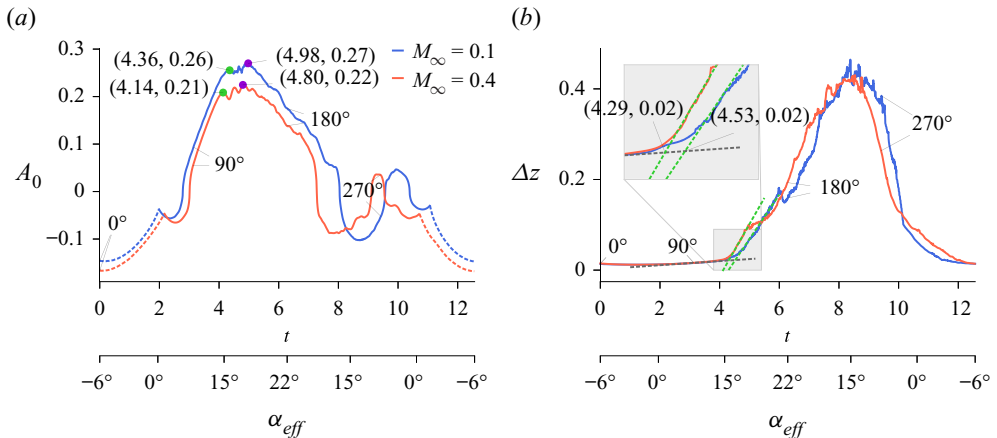 (a)
0.3
0.2
0.1
0
−0.1
A0
(4.36, 0.26)
(4.14, 0.21)
(4.98, 0.27)
(4.80, 0.22)
M∞ = 0.1
M∞ = 0.4
0°
90°
180°
270°
0 2 4 6 8 10 12
t
−6° 0° 15° 22° 15° 0° −6°
αeff
(b)
0.4
0.2
0
Δz
(4.29, 0.02)
(4.53, 0.02)
0°
90°
180°
270°
0 2 4 6 8 10 12
t
−6° 0° 15° 22° 15° 0° −6°
αeff